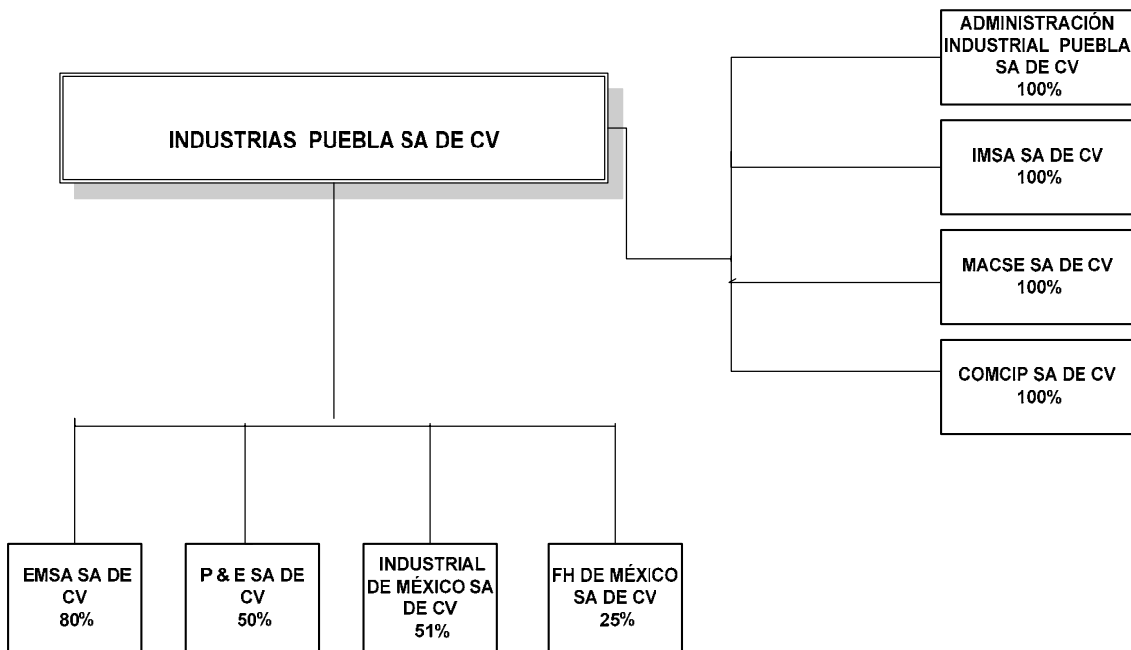 ADMINISTRACIÓN
INDUSTRIAL PUEBLA
SA DE CV
100%
INDUSTRIAS PUEBLA SA DE CV
IMSA SA DE CV
100%
MACSE SA DE CV
100%
COMCIP SA DE CV
100%
EMSA SA DE
CV
80%
P & E SA DE
CV
50%
INDUSTRIAL
DE MÉXICO SA
DE CV
51%
FH DE MÉXICO
SA DE CV
25%